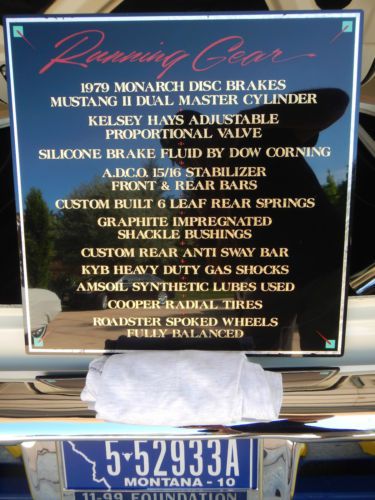 Running Gear
1979 MONARCH DISC BRAKES
MUSTANG II DUAL MASTER CYLINDER
KELSEY HAYS ADJUSTABLE
PROPORTIONAL VALVE
SILICONE BRAKE FLUID BY DOW CORNING
A.D.C.O. 15/16 STABILIZER
FRONT & REAR BARS
CUSTOM BUILT 6 LEAF REAR SPRINGS
GRAPHITE IMPREGNATED
SHACKLE BUSHINGS
CUSTOM REAR ANTI SWAY BAR
KYB HEAVY DUTY GAS SHOCKS
AMSOIL SYNTHETIC LUBES USED
COOPER RADIAL TIRES
ROADSTER SPOKED WHEELS
FULLY BALANCED
5 52933A
MONTANA - 10
11-99 FOUNDATION